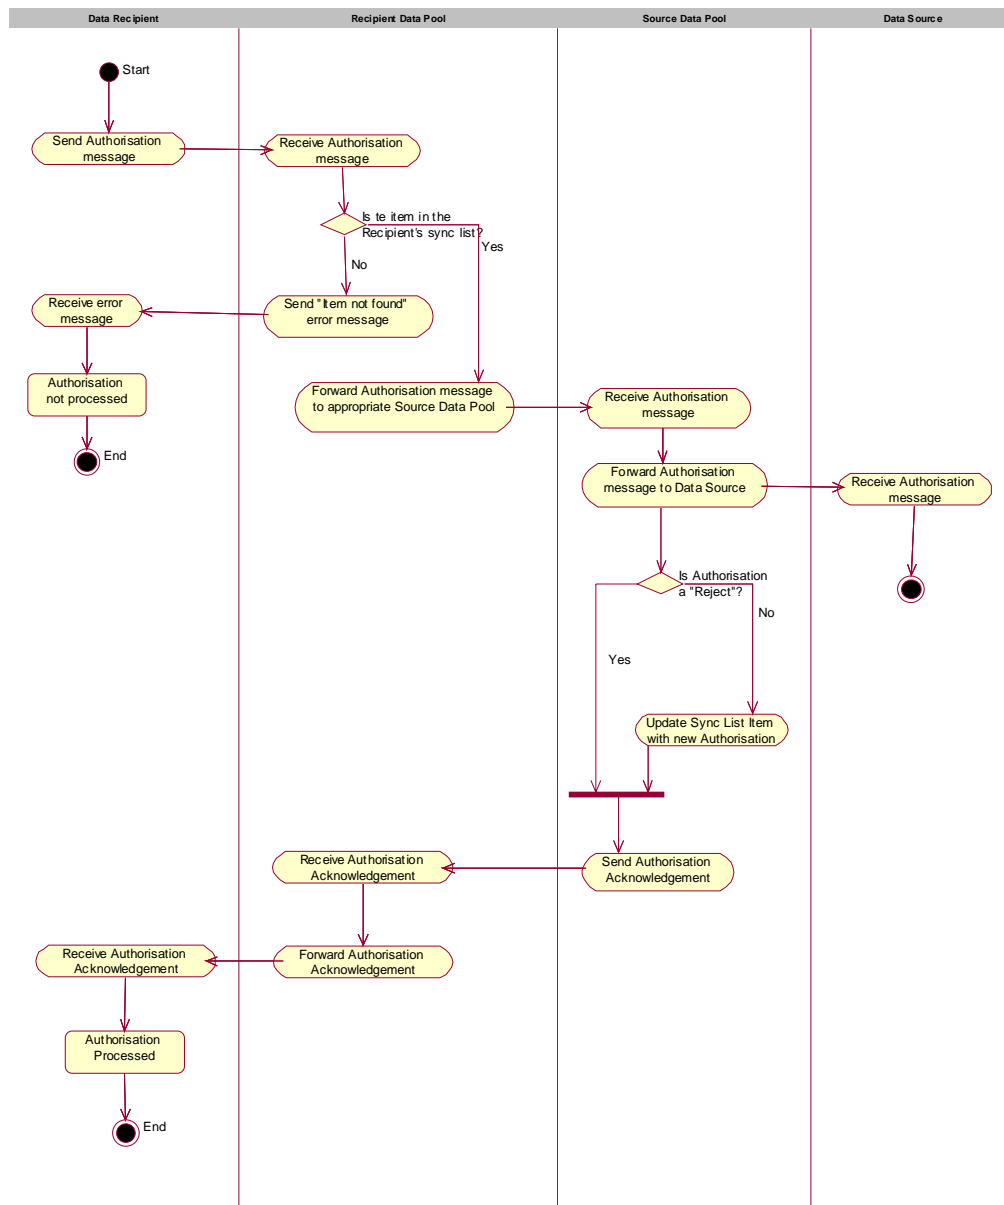 Data Recipient
Recipient Data Pool
Source Data Pool
Data Source
Start
Send Authorisation
message
Receive Authorisation
message
Is te item in the
Recipient's sync list?
Yes
No
Receive error
message
Send "Item not found"
error message
Authorisation
not processed
Forward Authorisation message
to appropriate Source Data Pool
Receive Authorisation
message
End
Forward Authorisation
message to Data Source
Receive Authorisation
message
Is Authorisation
a "Reject"?
No
Yes
Update Sync List Item
with new Authorisation
Receive Authorisation
Acknowledgement
Send Authorisation
Acknowledgement
Receive Authorisation
Acknowledgement
Forward Authorisation
Acknowledgement
Authorisation
Processed
End